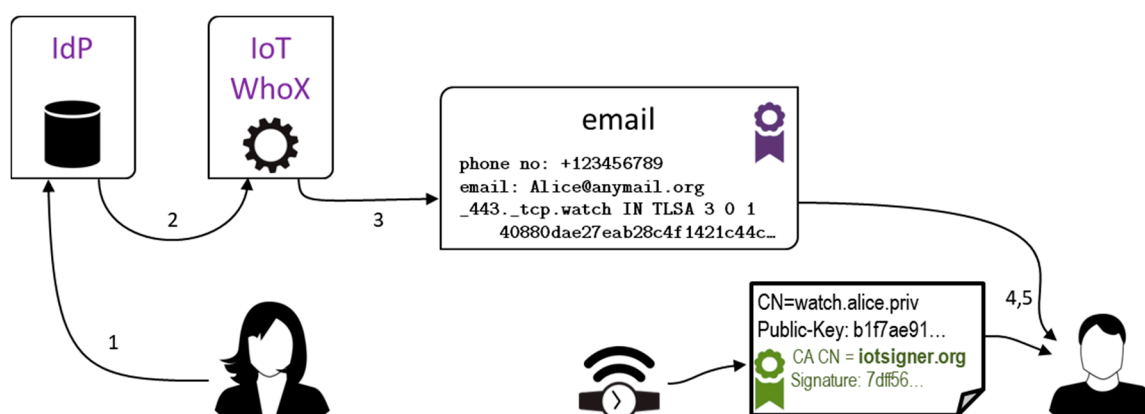 IdP
IoT
WhoX
email
phone no: +123456789
email: Alice@anymail.org
_443._tcp.watch IN TLSA 3 0 1
40880dae27eab28c4f1421c44c…
2
3
1
4,5
CN=watch.alice.priv
Public-Key: b1f7ae91…
CA CN = iotsigner.org
Signature: 7dff56…